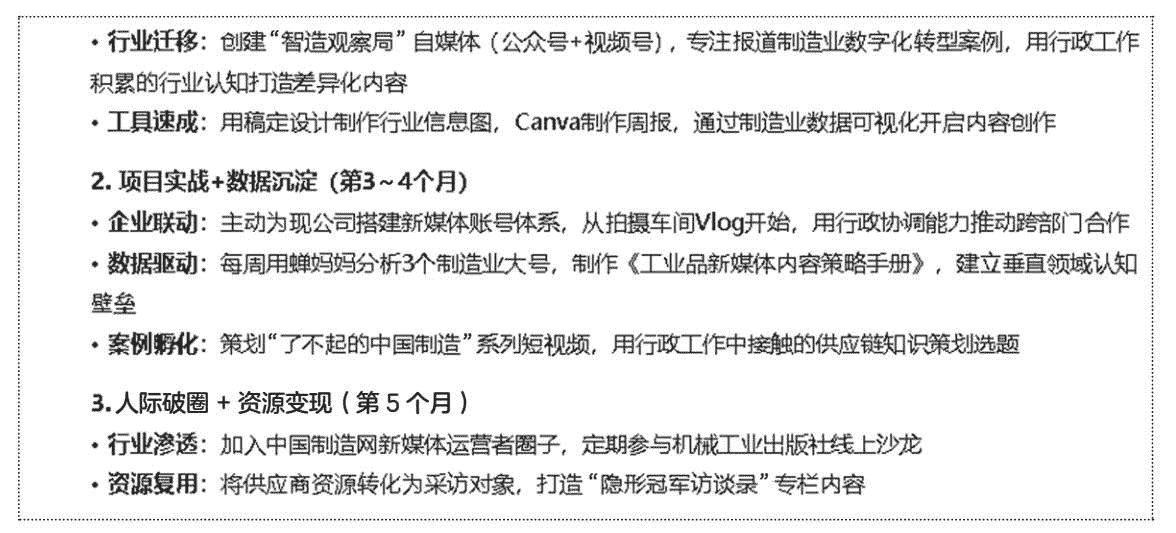 • 行业迁移：创建“智造观察局”自媒体（公众号+视频号），专注报道制造业数字化转型案例，用行政工作
积累的行业认知打造差异化内容
• 工具速成：用稿定设计制作行业信息图，Canva制作周报，通过制造业数据可视化开启内容创作
2. 项目实战+数据沉淀（第3～4个月）
• 企业联动：主动为现公司搭建新媒体账号体系，从拍摄车间Vlog开始，用行政协调能力推动跨部门合作
• 数据驱动：每周用蝉妈妈分析3个制造业大号，制作《工业品新媒体内容策略手册》，建立垂直领域认知
壁垒
• 案例孵化：策划“了不起的中国制造”系列短视频，用行政工作中接触的供应链知识策划选题
3. 人际破圈 + 资源变现（第 5 个月）
• 行业渗透：加入中国制造网新媒体运营者圈子，定期参与机械工业出版社线上沙龙
• 资源复用：将供应商资源转化为采访对象，打造“隐形冠军访谈录”专栏内容